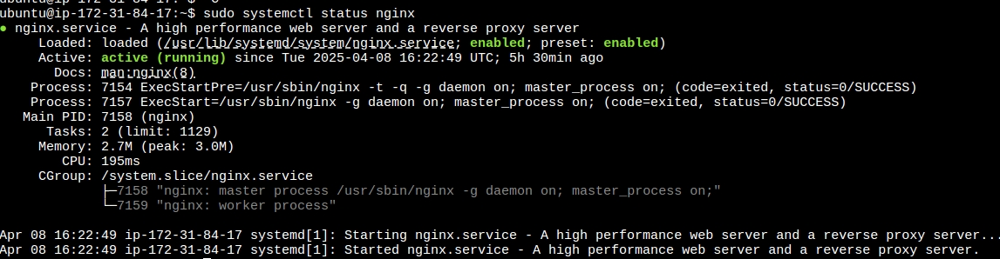 ubuntu@ip-172-31-84-17:~$ sudo systemctl status nginx
● nginx.service - A high performance web server and a reverse proxy server
     Loaded: loaded (/usr/lib/systemd/system/nginx.service; enabled; preset: enabled)
     Active: active (running) since Tue 2025-04-08 16:22:49 UTC; 5h 30min ago
       Docs: man:nginx(8)
    Process: 7154 ExecStartPre=/usr/sbin/nginx -t -q -g daemon on; master_process on; (code=exited, status=0/SUCCESS)
    Process: 7157 ExecStart=/usr/sbin/nginx -g daemon on; master_process on; (code=exited, status=0/SUCCESS)
   Main PID: 7158 (nginx)
      Tasks: 2 (limit: 1129)
     Memory: 2.7M (peak: 3.0M)
        CPU: 195ms
     CGroup: /system.slice/nginx.service
             ├─7158 "nginx: master process /usr/sbin/nginx -g daemon on; master_process on;"
             └─7159 "nginx: worker process"

Apr 08 16:22:49 ip-172-31-84-17 systemd[1]: Starting nginx.service - A high performance web server and a reverse proxy server...
Apr 08 16:22:49 ip-172-31-84-17 systemd[1]: Started nginx.service - A high performance web server and a reverse proxy server.